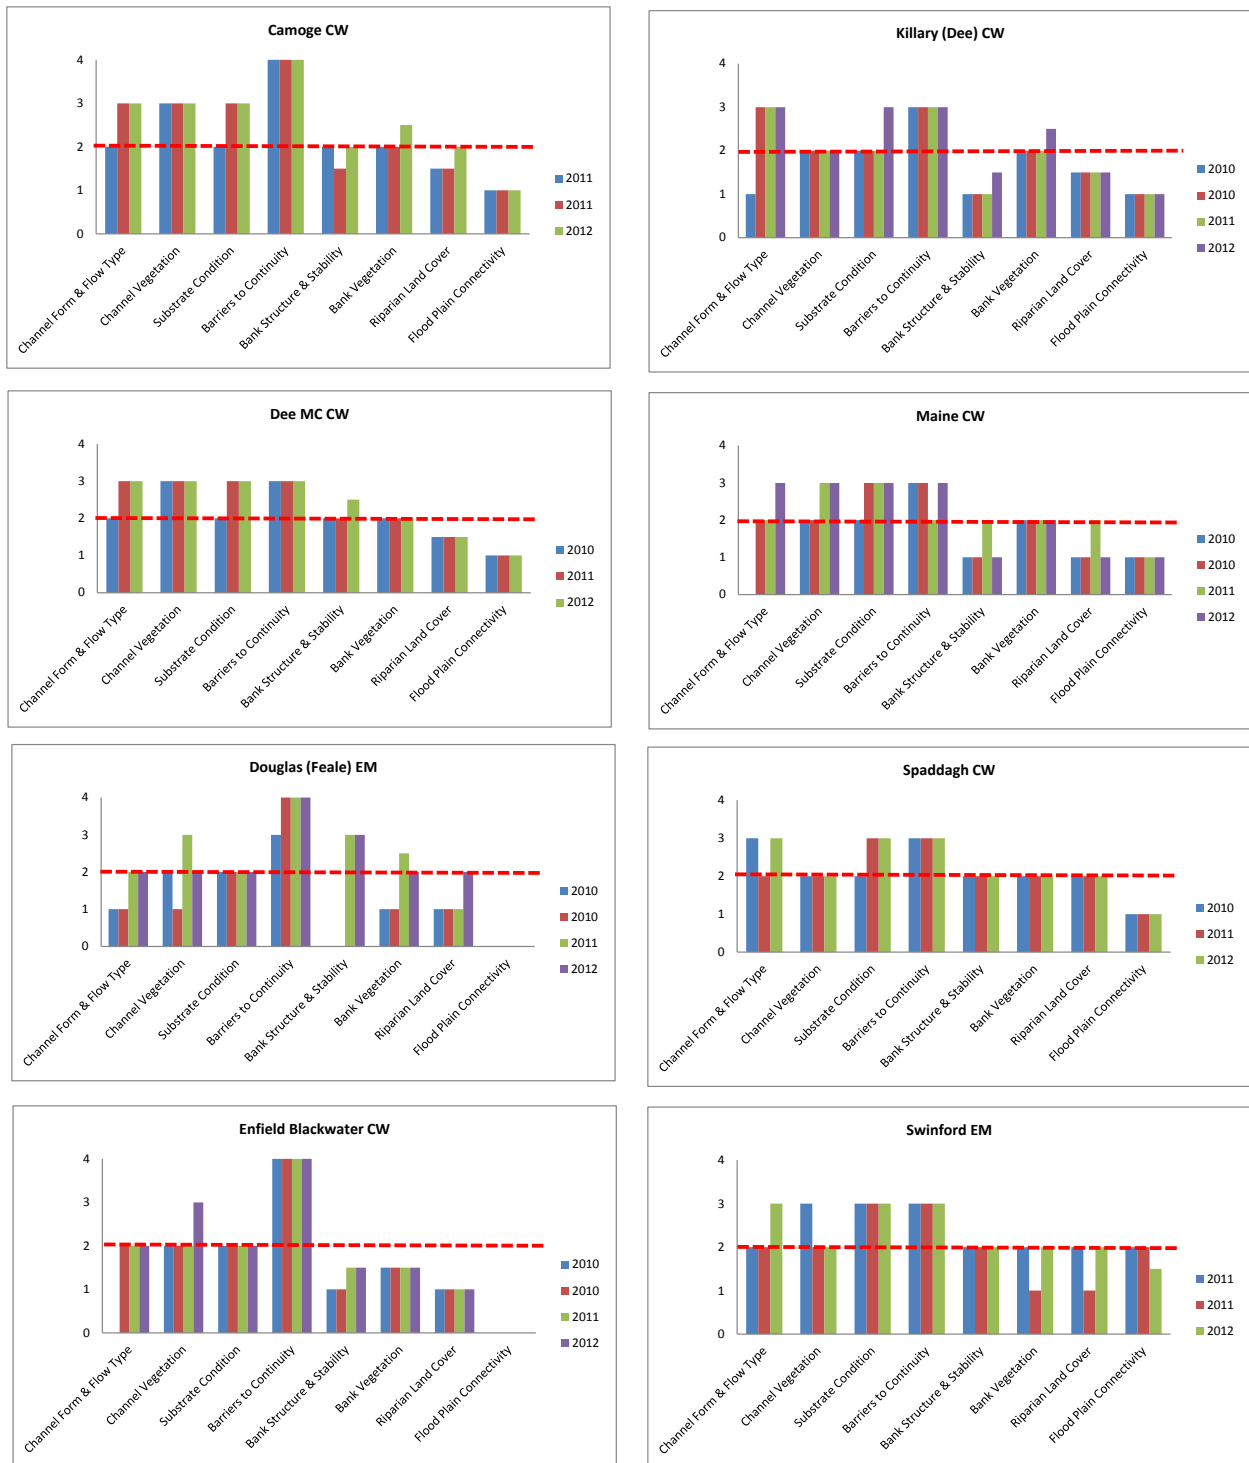 Camoge CW
4
3
2
1
0
Channel Form & Flow Type
Channel Vegetation
Substrate Condition
Barriers to Continuity
Bank Structure & Stability
Bank Vegetation
Riparian Land Cover
Flood Plain Connectivity
2011
2011
2012
Killary (Dee) CW
4
3
2
1
0
Channel Form & Flow Type
Channel Vegetation
Substrate Condition
Barriers to Continuity
Bank Structure & Stability
Bank Vegetation
Riparian Land Cover
Flood Plain Connectivity
2010
2010
2011
2012
Dee MC CW
4
3
2
1
0
Channel Form & Flow Type
Channel Vegetation
Substrate Condition
Barriers to Continuity
Bank Structure & Stability
Bank Vegetation
Riparian Land Cover
Flood Plain Connectivity
2010
2011
2012
Maine CW
4
3
2
1
0
Channel Form & Flow Type
Channel Vegetation
Substrate Condition
Barriers to Continuity
Bank Structure & Stability
Bank Vegetation
Riparian Land Cover
Flood Plain Connectivity
2010
2010
2011
2012
Douglas (Feale) EM
4
3
2
1
0
Channel Form & Flow Type
Channel Vegetation
Substrate Condition
Barriers to Continuity
Bank Structure & Stability
Bank Vegetation
Riparian Land Cover
Flood Plain Connectivity
2010
2010
2011
2012
Spaddagh CW
4
3
2
1
0
Channel Form & Flow Type
Channel Vegetation
Substrate Condition
Barriers to Continuity
Bank Structure & Stability
Bank Vegetation
Riparian Land Cover
Flood Plain Connectivity
2010
2011
2012
Enfield Blackwater CW
4
3
2
1
0
Channel Form & Flow Type
Channel Vegetation
Substrate Condition
Barriers to Continuity
Bank Structure & Stability
Bank Vegetation
Riparian Land Cover
Flood Plain Connectivity
2010
2010
2011
2012
Swinford EM
4
3
2
1
0
Channel Form & Flow Type
Channel Vegetation
Substrate Condition
Barriers to Continuity
Bank Structure & Stability
Bank Vegetation
Riparian Land Cover
Flood Plain Connectivity
2011
2011
2012